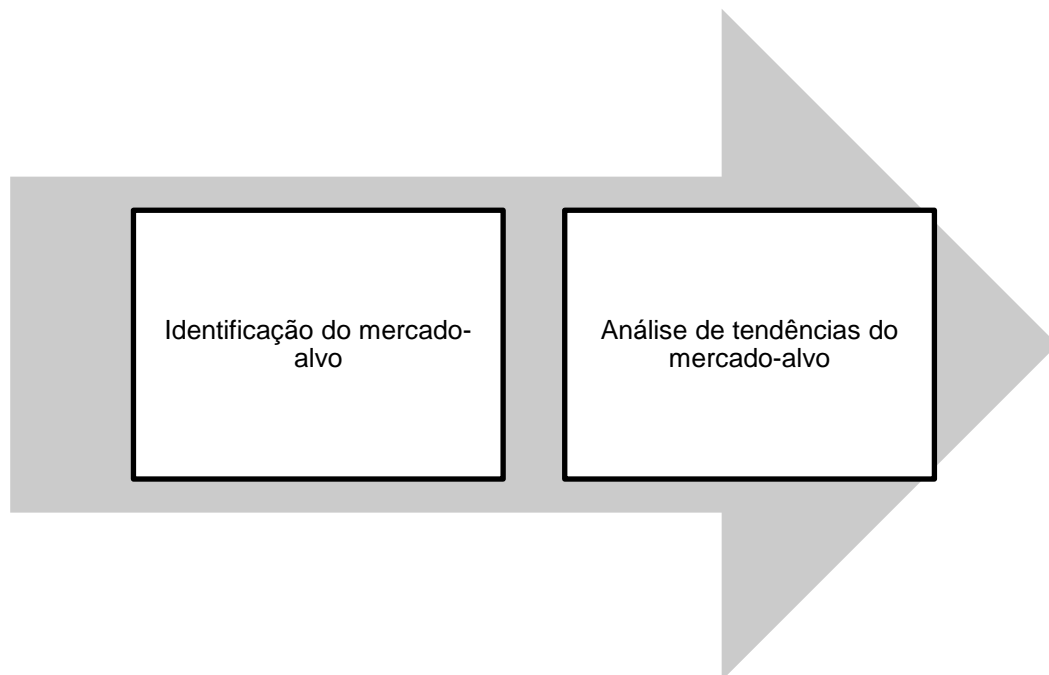 Identificação do mercado-
alvo
Análise de tendências do
mercado-alvo